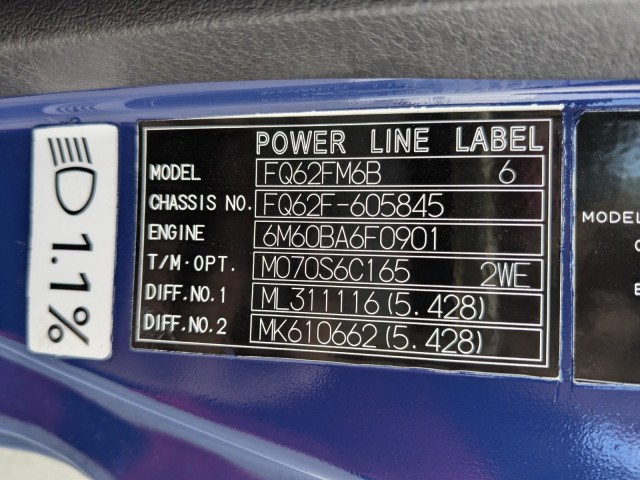 POWER LINE LABEL
MODEL FQ62FM6B 6
CHASSIS NO. FQ62F-605845
ENGINE 6M60BA6F0901
T/M·OPT. M070S6C165 2WE
DIFF.NO.1 ML311116(5.428)
DIFF.NO.2 MK610662(5.428)
1.1%
MODEL